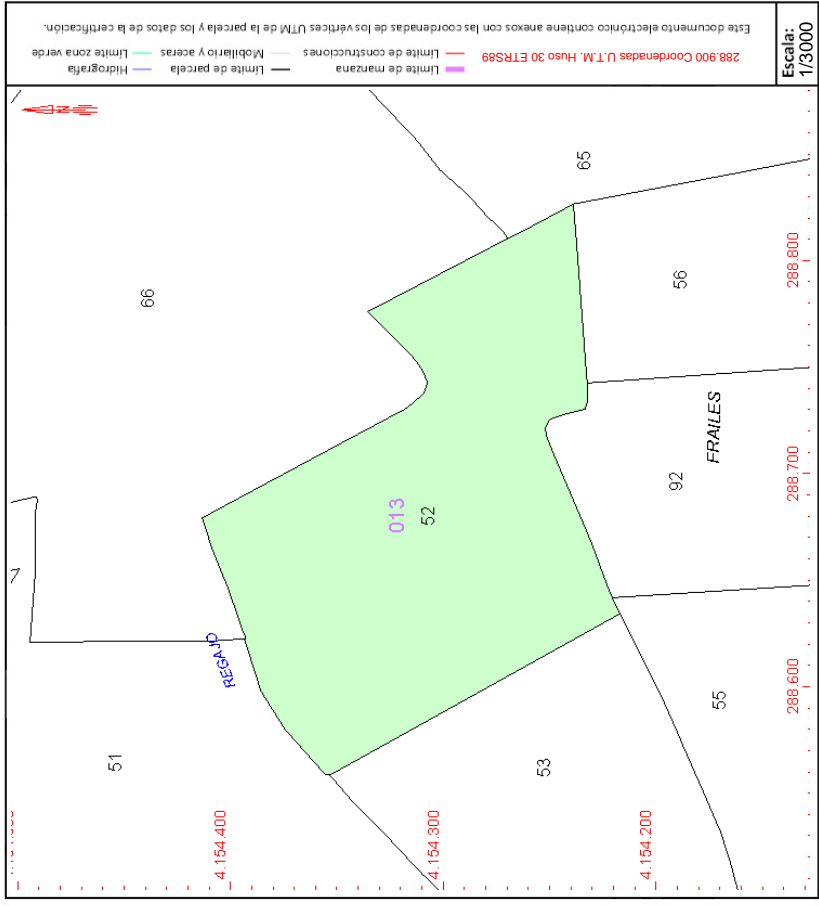 Escala:
1/3000
288.900 Coordenadas U.T.M. Huso 30 ETRS89
Límite de manzana
Límite de parcela
Hidrografía
Límite de construcciones
Mobiliario y aceras
Límite zona verde
Este documento electrónico contiene anexos con las coordenadas de los vértices UTM de la parcela y los datos de la certificación.
66
65
56
FRAILES
92
013
52
REGAJO
51
53
55
4.154.400
4.154.300
4.154.200
288.600
288.700
288.800